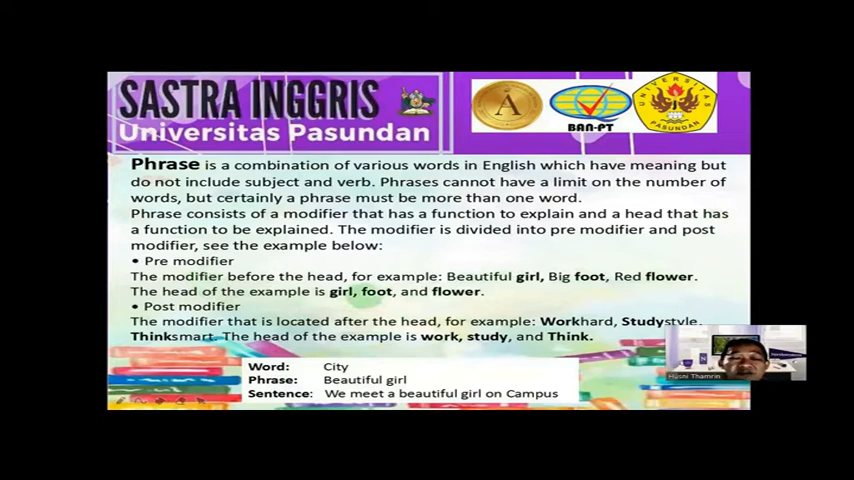 SASTRA INGGRIS
Universitas Pasundan
A
BAN-PT
UNIVERSITAS
PASUNDAN
Phrase is a combination of various words in English which have meaning but
do not include subject and verb. Phrases cannot have a limit on the number of
words, but certainly a phrase must be more than one word.
Phrase consists of a modifier that has a function to explain and a head that has
a function to be explained. The modifier is divided into pre modifier and post
modifier, see the example below:
• Pre modifier
The modifier before the head, for example: Beautiful girl, Big foot, Red flower.
The head of the example is girl, foot, and flower.
• Post modifier
The modifier that is located after the head, for example: Workhard, Studystyle.
Thinksmart. The head of the example is work, study, and Think.
Husni Thamrin
Word: City
Phrase: Beautiful girl
Sentence: We meet a beautiful girl on Campus